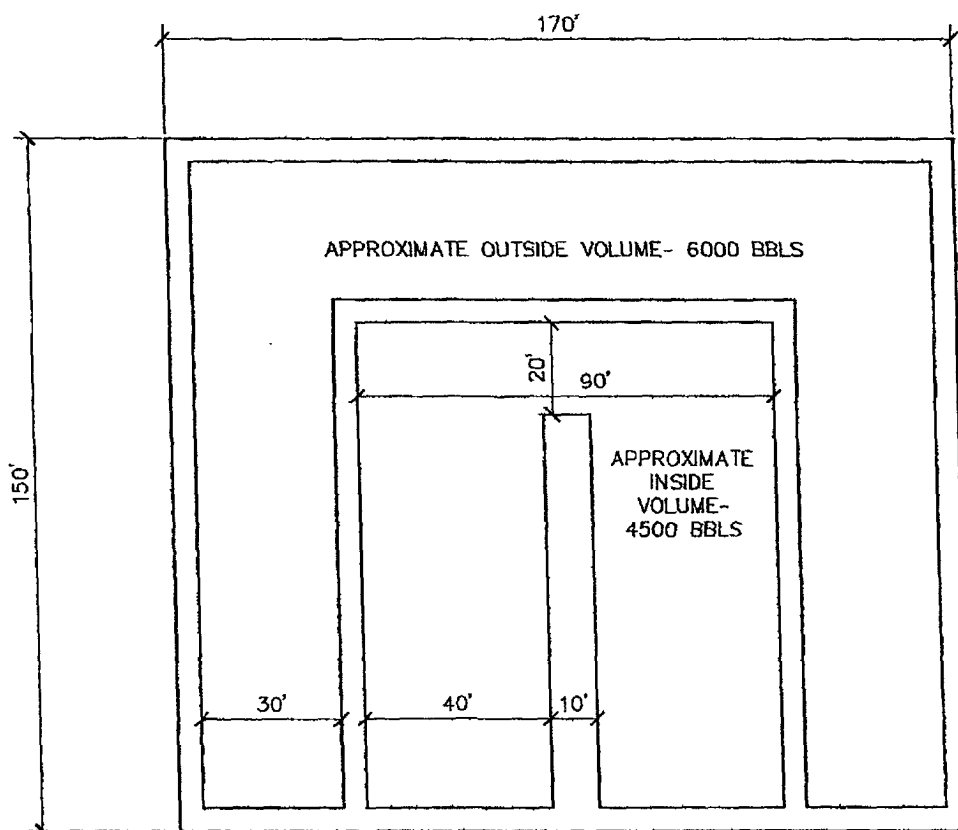 170'
APPROXIMATE OUTSIDE VOLUME- 6000 BBLS
20'
90'
150'
APPROXIMATE
INSIDE
VOLUME-
4500 BBLS
30'
40'
10'